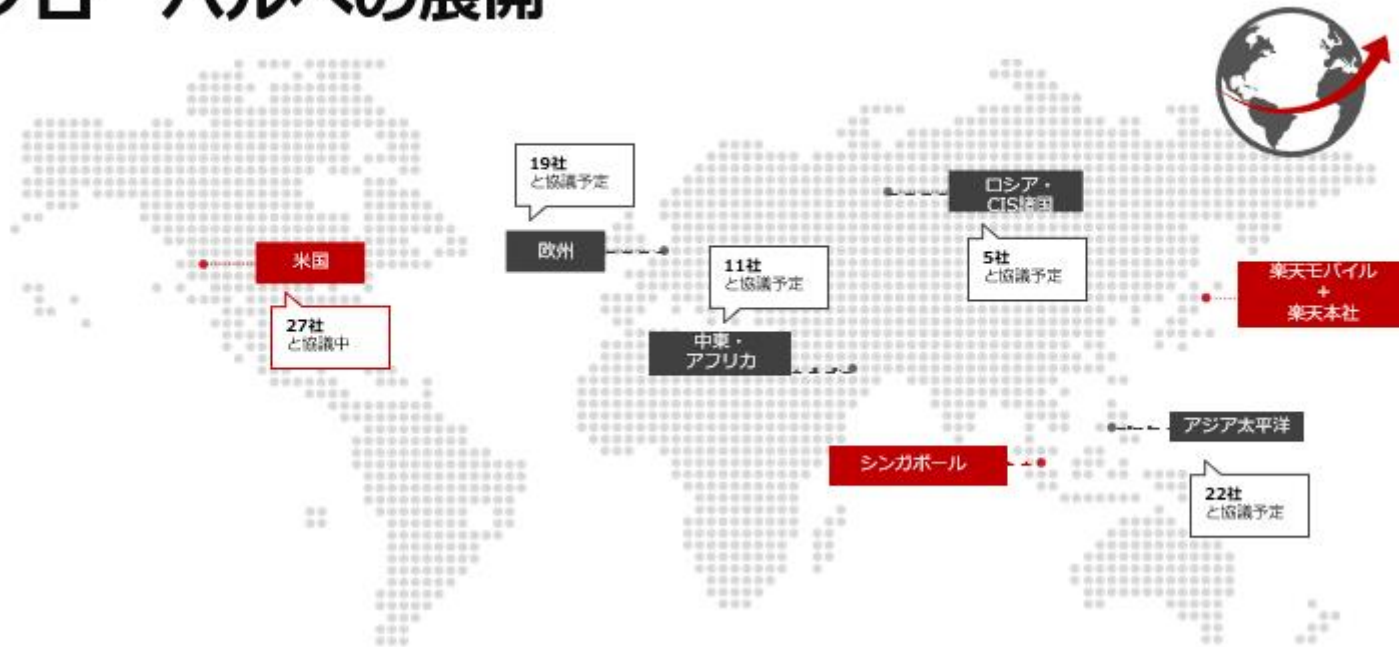 グローバルへの展開
19社
と協議予定
ロシア・
CIS諸国
欧州
米国
11社
と協議予定
5社
と協議予定
楽天モバイル
+
楽天本社
27社
と協議中
中東・
アフリカ
アジア太平洋
シンガポール
22社
と協議予定